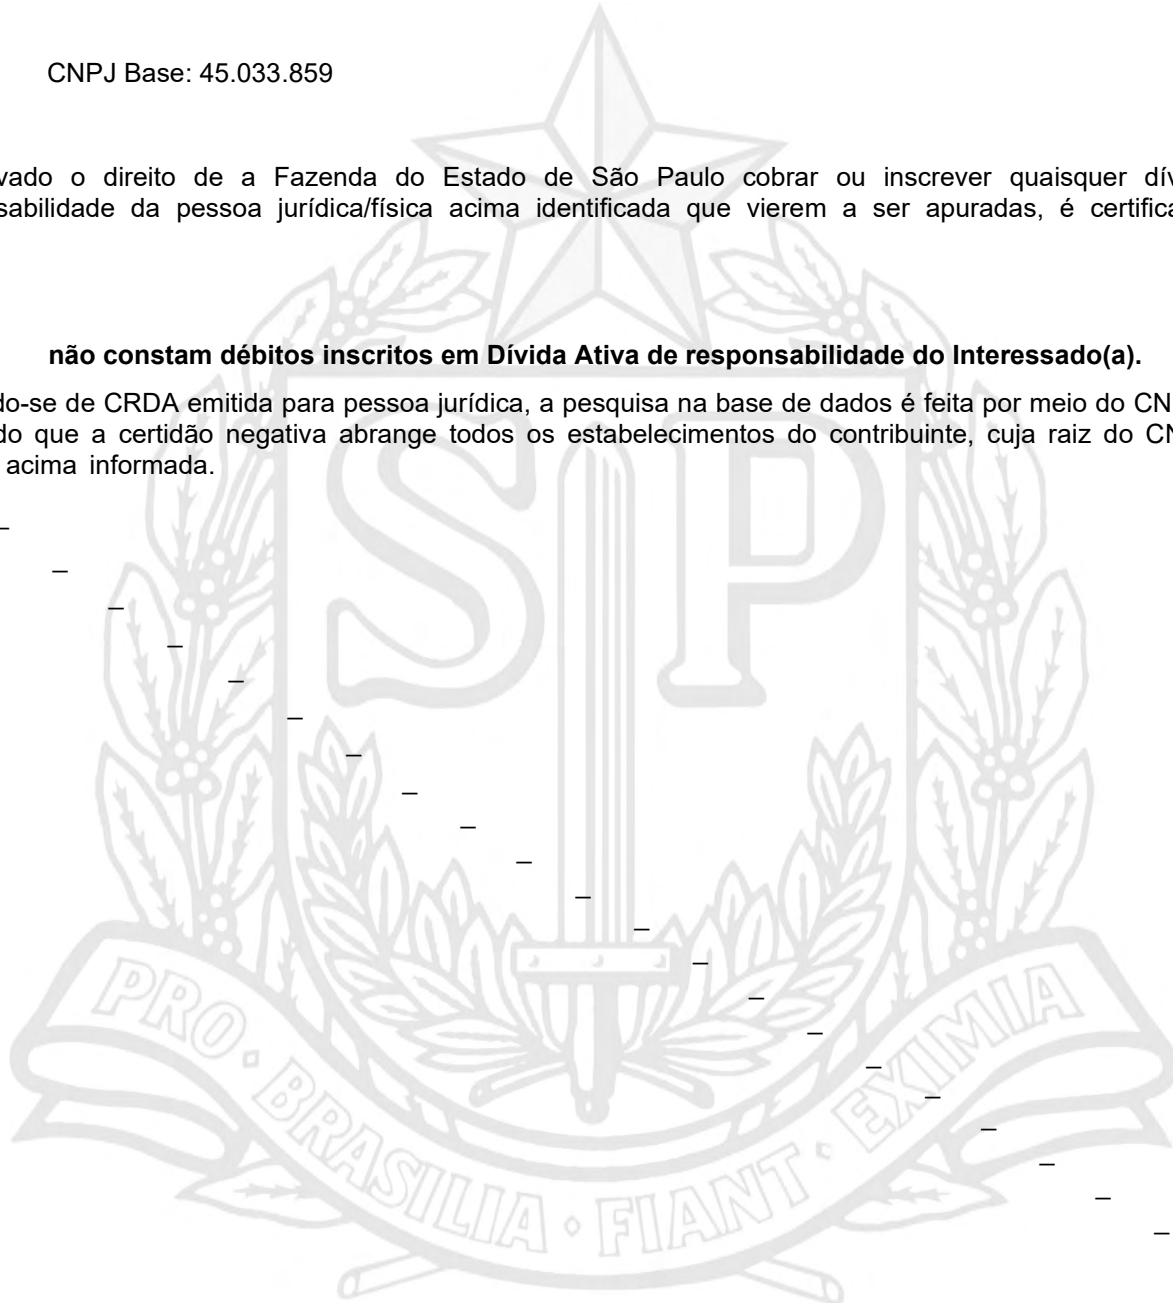 CNPJ Base: 45.033.859
vado o direito de a Fazenda do Estado de São Paulo cobrar ou inscrever quaisquer dív
sabilidade da pessoa jurídica/física acima identificada que vierem a ser apuradas, é certifica
não constam débitos inscritos em Dívida Ativa de responsabilidade do Interessado(a).
do-se de CRDA emitida para pessoa jurídica, a pesquisa na base de dados é feita por meio do CN
do que a certidão negativa abrange todos os estabelecimentos do contribuinte, cuja raiz do CN
acima informada.
SP
PRO • BRASILIA • FIANT • EXIMIA